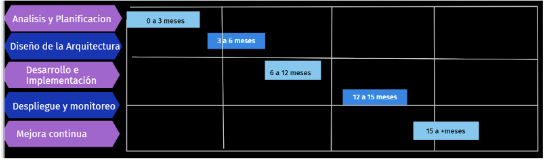 Analisis y Planificacion
0 a 3 meses
Diseño de la Arquitectura
3 a 6 meses
Desarrollo e
Implementación
6 a 12 meses
Despliegue y monitoreo
12 a 15 meses
Mejora continua
15 a +meses